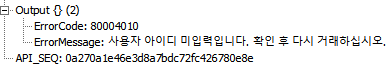 Output {} (2)
ErrorCode: 80004010
ErrorMessage: 사용자 아이디 미입력입니다. 확인 후 다시 거래하십시오.
API_SEQ: 0a270a1e46e3d8a7bdc72fc426780e8e